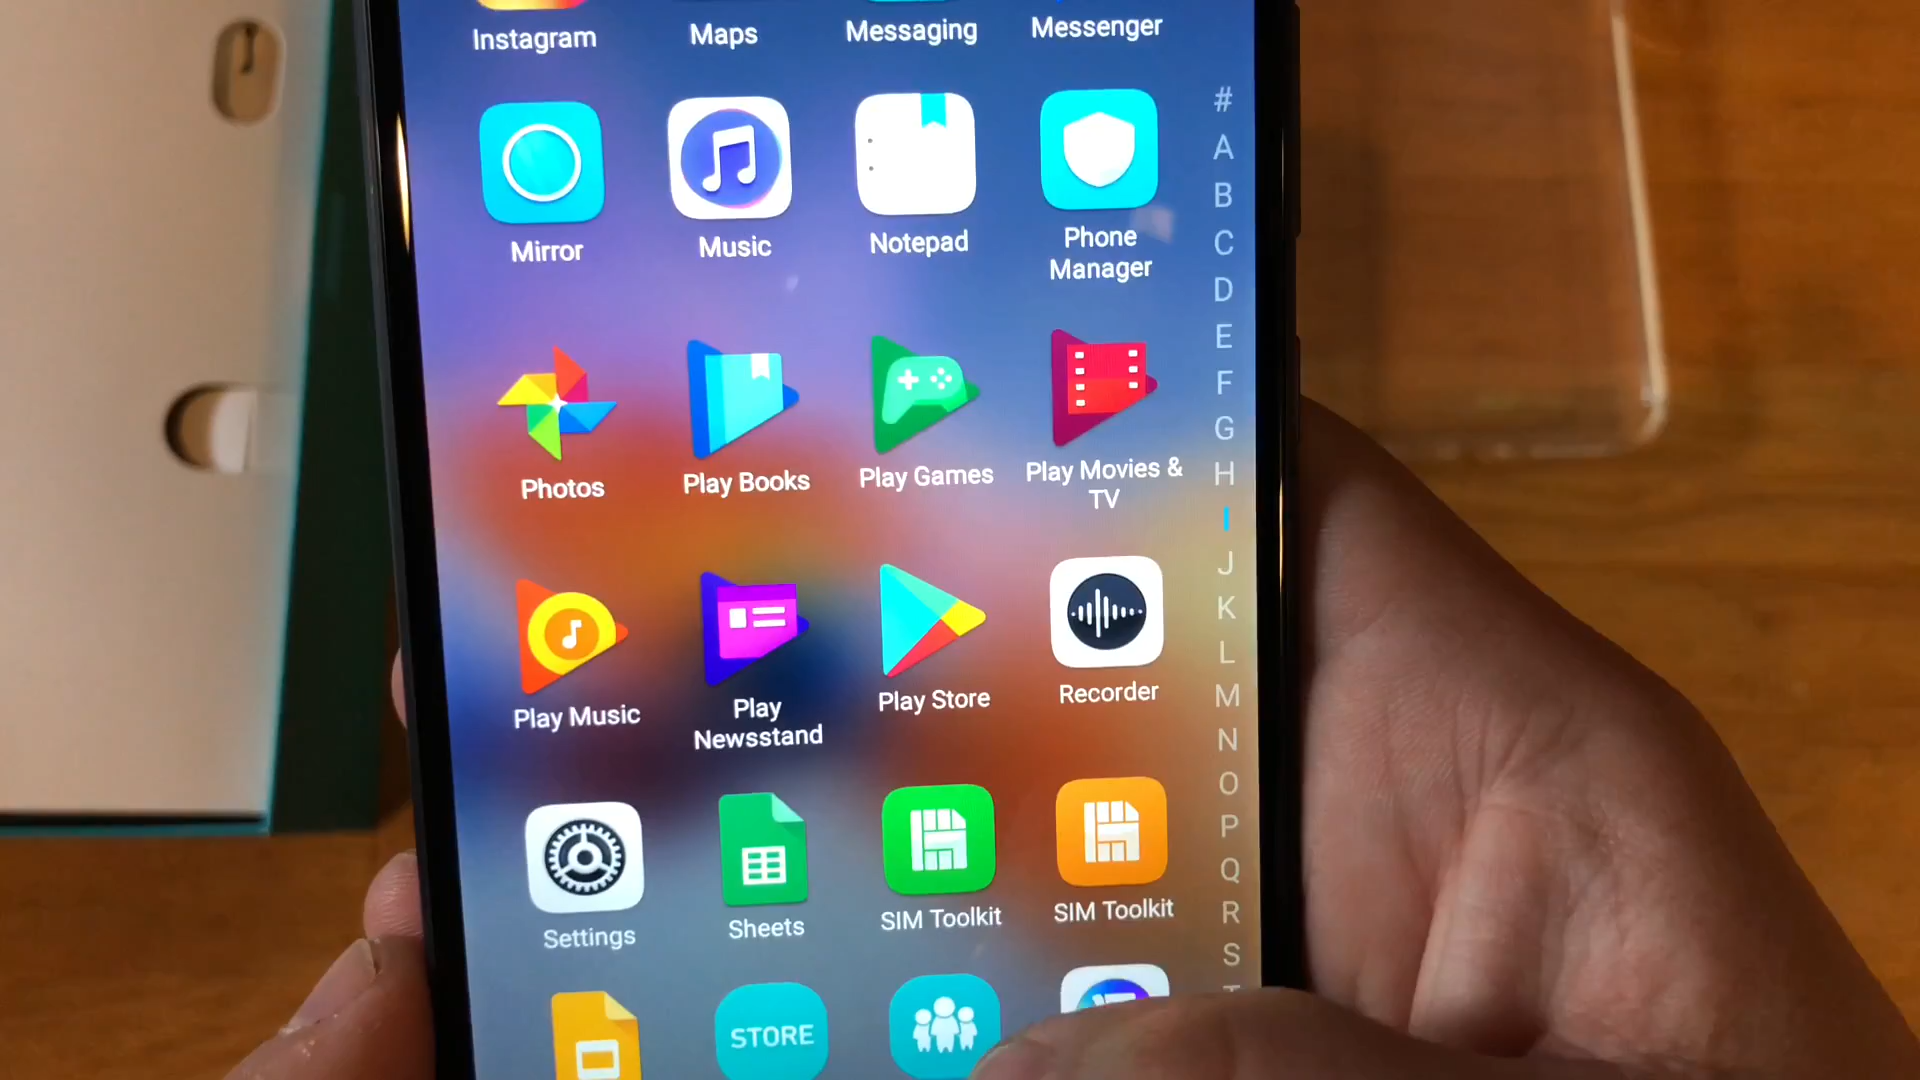 Instagram
Maps
Messaging
Messenger
Mirror
Music
Notepad
Phone
Manager
Photos
Play Books
Play Games
Play Movies &
TV
Play Music
Play
Newsstand
Play Store
Recorder
Settings
Sheets
SIM Toolkit
SIM Toolkit
STORE
#
A
B
C
D
E
F
G
H
I
J
K
L
M
N
O
P
Q
R
S
T